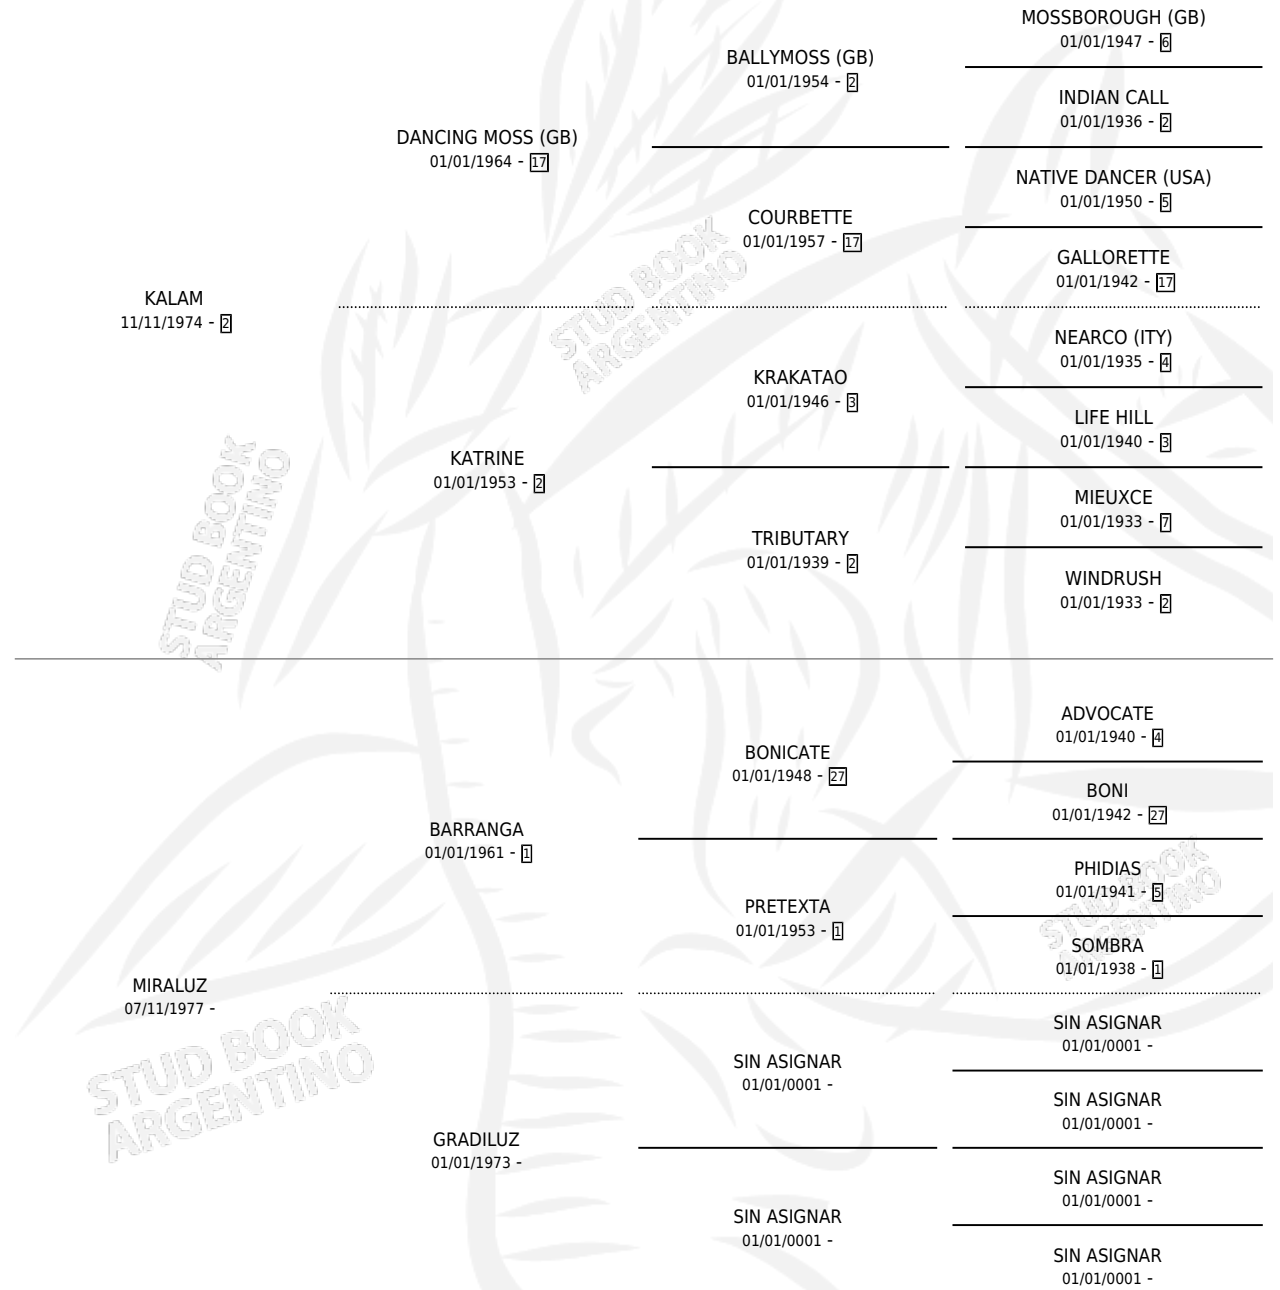 MOSSBOROUGH (GB)
01/01/1947 - 6
BALLYMOSS (GB)
01/01/1954 - 2
INDIAN CALL
01/01/1936 - 2
DANCING MOSS (GB)
01/01/1964 - 17
NATIVE DANCER (USA)
01/01/1950 - 5
COURBETTE
01/01/1957 - 17
GALLORETTE
01/01/1942 - 17
KALAM
11/11/1974 - 2
STUD BOOK
ARGENTINO
NEARCO (ITY)
01/01/1935 - 4
KRAKATAO
01/01/1946 - 3
LIFE HILL
01/01/1940 - 3
KATRINE
01/01/1953 - 2
MIEUXCE
01/01/1933 - 7
TRIBUTARY
01/01/1939 - 2
WINDRUSH
01/01/1933 - 2
STUD BOOK
ARGENTINO
ADVOCATE
01/01/1940 - 4
BONICATE
01/01/1948 - 27
BONI
01/01/1942 - 27
BARRANGA
01/01/1961 - 1
PHIDIAS
01/01/1941 - 5
PRETEXTA
01/01/1953 - 1
SOMBRA
01/01/1938 - 1
STUD BOOK
ARGENTINO
MIRALUZ
07/11/1977 -
SIN ASIGNAR
01/01/0001 -
SIN ASIGNAR
01/01/0001 -
SIN ASIGNAR
01/01/0001 -
STUD BOOK
ARGENTINO
GRADILUZ
01/01/1973 -
SIN ASIGNAR
01/01/0001 -
SIN ASIGNAR
01/01/0001 -
SIN ASIGNAR
01/01/0001 -